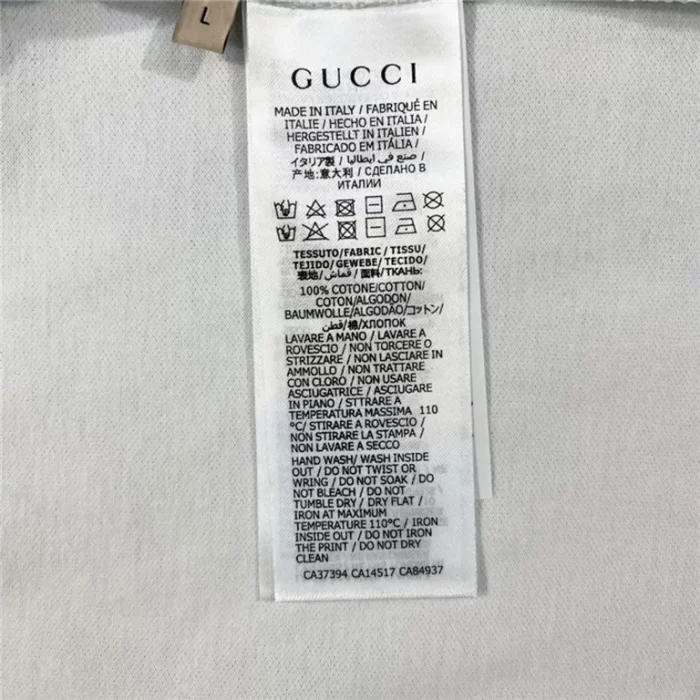 L
GUCCI
MADE IN ITALY / FABRIQUÉ EN
ITALIE / HECHO EN ITALIA /
HERGESTELLT IN ITALIEN /
FABRICADO EM ITÁLIA /
イタリア製 / صنع في ايطاليا /
产地:意大利 / СДЕЛАНО В
ИТАЛИИ
TESSUTO/FABRIC / TISSU/
TEJIDO/ GEWEBE/ TECIDO/
表地/ قماش / 面料/ТКАНЬ:
100% COTONE/COTTON/
COTON/ALGODON/
BAUMWOLLE/ALGODÃO/コットン/
قطن/棉/ХЛОПОК
LAVARE A MANO / LAVARE A
ROVESCIO / NON TORCERE O
STRIZZARE / NON LASCIARE IN
AMMOLLO / NON TRATTARE
CON CLORO / NON USARE
ASCIUGATRICE / ASCIUGARE
IN PIANO / STTRARE A
TEMPERATURA MASSIMA 110
°C/ STIRARE A ROVESCIO /
NON STIRARE LA STAMPA /
NON LAVARE A SECCO
HAND WASH/ WASH INSIDE
OUT / DO NOT TWIST OR
WRING / DO NOT SOAK / DO
NOT BLEACH / DO NOT
TUMBLE DRY / DRY FLAT /
IRON AT MAXIMUM
TEMPERATURE 110°C / IRON
INSIDE OUT / DO NOT IRON
THE PRINT / DO NOT DRY
CLEAN
CA37394 CA14517 CA84937